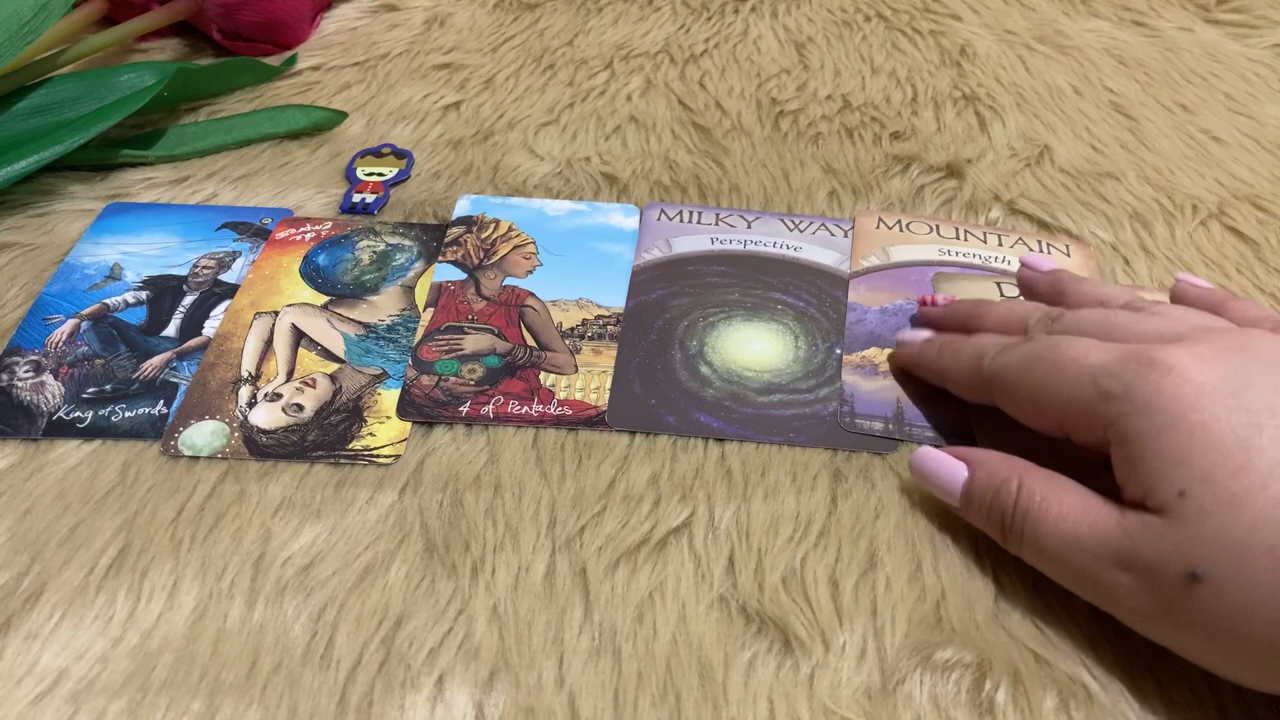 King of Swords
4 of Pentacles
MILKY WAY
Perspective
MOUNTAIN
Strength
D